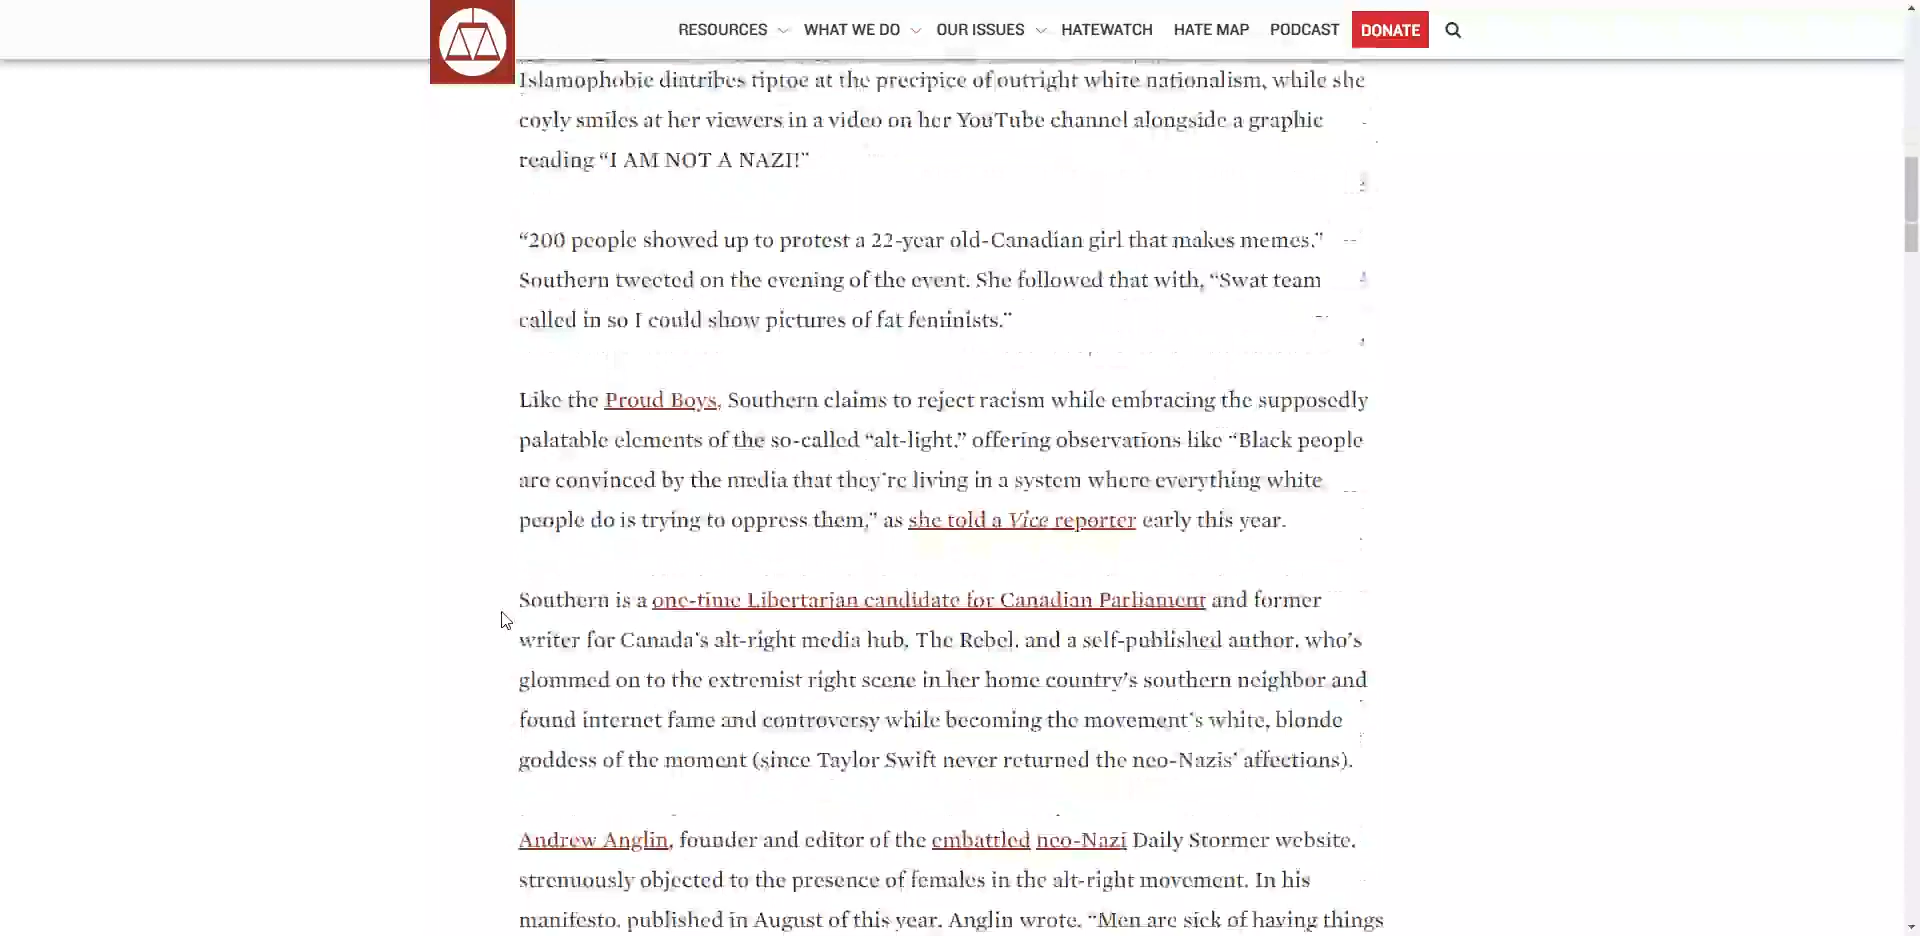 RESOURCES WHAT WE DO OUR ISSUES HATEWATCH HATE MAP PODCAST DONATE
Islamophobic diatribes tiptoe at the precipice of outright white nationalism, while she
coyly smiles at her viewers in a video on her YouTube channel alongside a graphic
reading “I AM NOT A NAZI!”
“200 people showed up to protest a 22-year old-Canadian girl that makes memes,”
Southern tweeted on the evening of the event. She followed that with, “Swat team
called in so I could show pictures of fat feminists.”
Like the Proud Boys, Southern claims to reject racism while embracing the supposedly
palatable elements of the so-called “alt-light,” offering observations like “Black people
are convinced by the media that they’re living in a system where everything white
people do is trying to oppress them,” as she told a Vice reporter early this year.
Southern is a one-time Libertarian candidate for Canadian Parliament and former
writer for Canada’s alt-right media hub, The Rebel, and a self-published author, who’s
glommed on to the extremist right scene in her home country’s southern neighbor and
found internet fame and controversy while becoming the movement’s white, blonde
goddess of the moment (since Taylor Swift never returned the neo-Nazis’ affections).
Andrew Anglin, founder and editor of the embattled neo-Nazi Daily Stormer website,
strenuously objected to the presence of females in the alt-right movement. In his
manifesto, published in August of this year, Anglin wrote, “Men are sick of having things